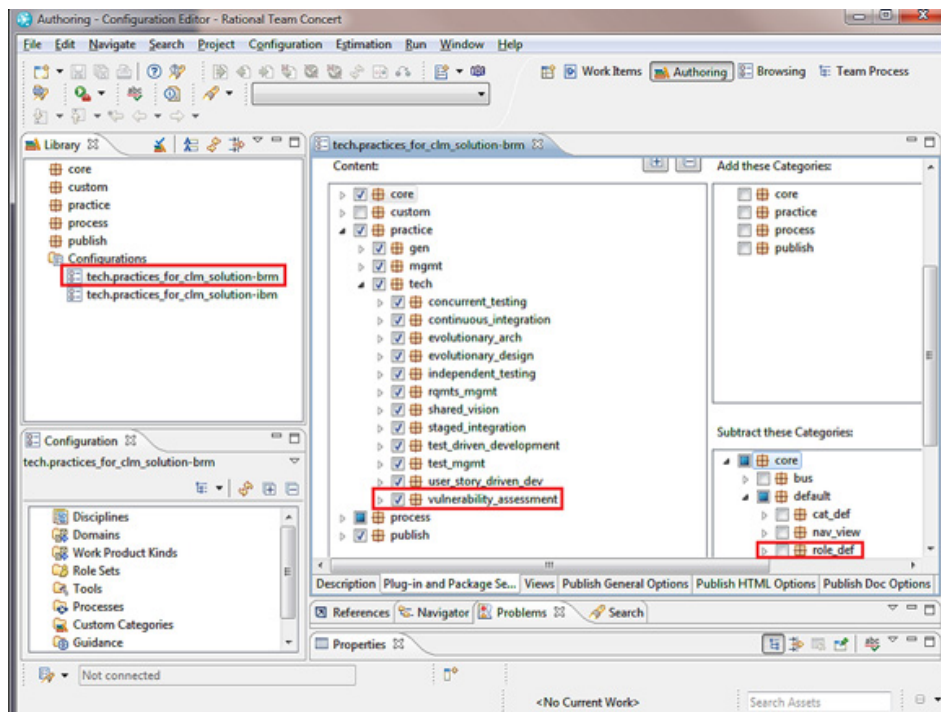 Authoring - Configuration Editor - Rational Team Concert
File Edit Navigate Search Project Configuration Estimation Run Window Help
Work Items Authoring Browsing Team Process
Library
core
custom
practice
process
publish
Configurations
tech.practices_for_clm_solution-brm
tech.practices_for_clm_solution-ibm
Configuration
tech.practices_for_clm_solution-brm
Disciplines
Domains
Work Product Kinds
Role Sets
Tools
Processes
Custom Categories
Guidance
tech.practices_for_clm_solution-brm
Content:
core
custom
practice
gen
mgmt
tech
concurrent_testing
continuous_integration
evolutionary_arch
evolutionary_design
independent_testing
rqmts_mgmt
shared_vision
staged_integration
test_driven_development
test_mgmt
user_story_driven_dev
vulnerability_assessment
process
publish
Add these Categories:
core
practice
process
publish
Subtract these Categories:
core
bus
default
cat_def
nav_view
role_def
Description Plug-in and Package Se... Views Publish General Options Publish HTML Options Publish Doc Options
References Navigator Problems Search
Properties
Not connected
<No Current Work> Search Assets